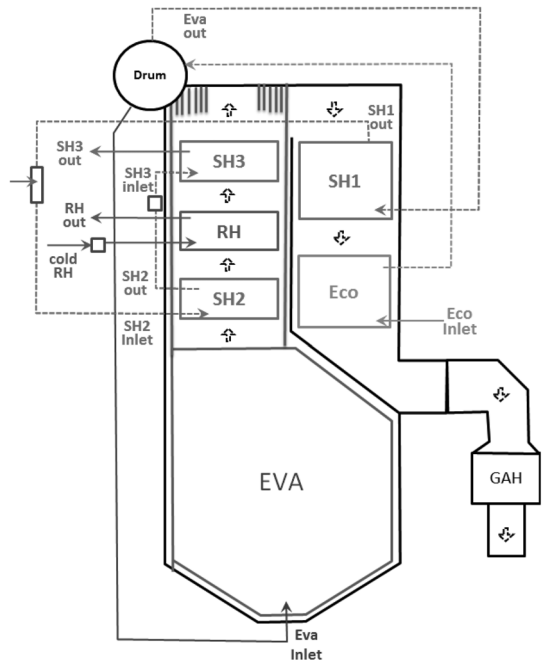 Eva
out
Drum
SH1
out
SH3
out
SH3
inlet
SH3
SH1
RH
out
RH
cold
RH
SH2
out
SH2
Eco
SH2
Inlet
Eco
Inlet
EVA
GAH
Eva
Inlet